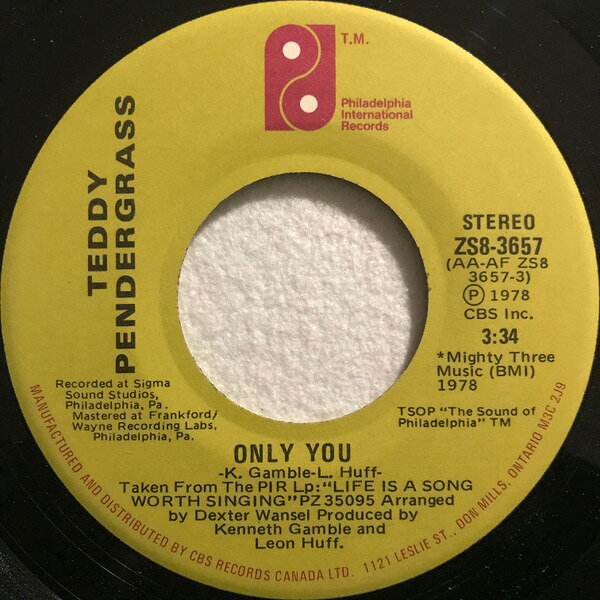 T.M.
Philadelphia
International
Records
TEDDY
PENDERGRASS
STEREO
ZS8-3657
(AA-AF ZS8
3657-3)
Ⓟ 1978
CBS Inc.
3:34
*Mighty Three
Music (BMI)
1978
TSOP "The Sound of
Philadelphia" TM
Recorded at Sigma
Sound Studios,
Philadelphia, Pa.
Mastered at Frankford/
Wayne Recording Labs,
Philadelphia, Pa.
ONLY YOU
-K. Gamble-L. Huff-
Taken From The PIR Lp:"LIFE IS A SONG
WORTH SINGING"PZ 35095 Arranged
by Dexter Wansel Produced by
Kenneth Gamble and
Leon Huff.
MANUFACTURED AND DISTRIBUTED BY CBS RECORDS CANADA LTD. 1121 LESLIE ST., DON MILLS, ONTARIO M3C 2J9